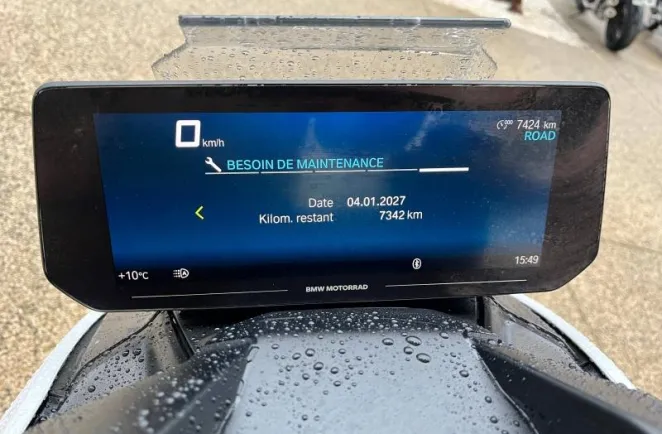 0 km/h
7424 km
ROAD
BESOIN DE MAINTENANCE
Date 04.01.2027
Kilom. restant 7342 km
+10°C
15:49
BMW MOTORRAD